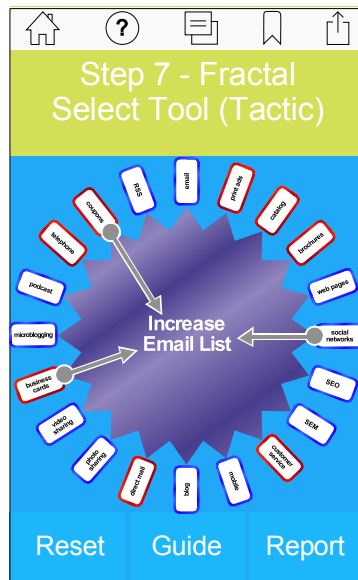 ?
Step 7 - Fractal
Select Tool (Tactic)
email
print ads
catalog
brochures
web pages
social
networks
SEO
SEM
customer
service
mobile
blog
direct mail
photo
sharing
video
sharing
business
cards
microblogging
podcast
telephone
coupons
RSS
Increase
Email List
Reset
Guide
Report